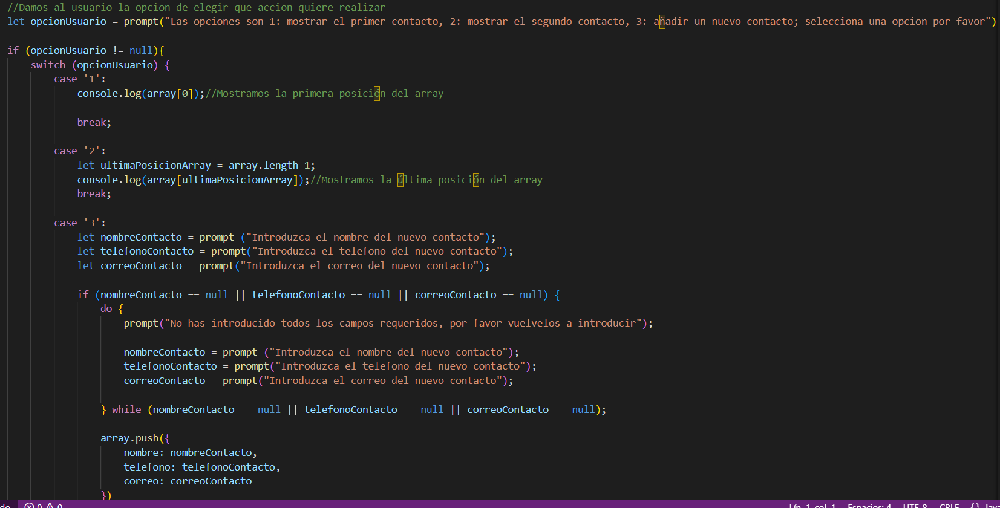 //Damos al usuario la opcion de elegir que accion quiere realizar
let opcionUsuario = prompt("Las opciones son 1: mostrar el primer contacto, 2: mostrar el segundo contacto, 3: añadir un nuevo contacto; selecciona una opcion por favor")
if (opcionUsuario != null){
switch (opcionUsuario) {
case '1':
console.log(array[0]);//Mostramos la primera posición del array
break;
case '2':
let ultimaPosicionArray = array.length-1;
console.log(array[ultimaPosicionArray]);//Mostramos la última posición del array
break;
case '3':
let nombreContacto = prompt ("Introduzca el nombre del nuevo contacto");
let telefonoContacto = prompt("Introduzca el telefono del nuevo contacto");
let correoContacto = prompt("Introduzca el correo del nuevo contacto");
if (nombreContacto == null || telefonoContacto == null || correoContacto == null) {
do {
prompt("No has introducido todos los campos requeridos, por favor vuelvelos a introducir");
nombreContacto = prompt ("Introduzca el nombre del nuevo contacto");
telefonoContacto = prompt("Introduzca el telefono del nuevo contacto");
correoContacto = prompt("Introduzca el correo del nuevo contacto");
} while (nombreContacto == null || telefonoContacto == null || correoContacto == null);
array.push({
nombre: nombreContacto,
telefono: telefonoContacto,
correo: correoContacto
})
0 0 Lín. 1, col. 1 Espacios: 4 UTF-8 CRLF {}